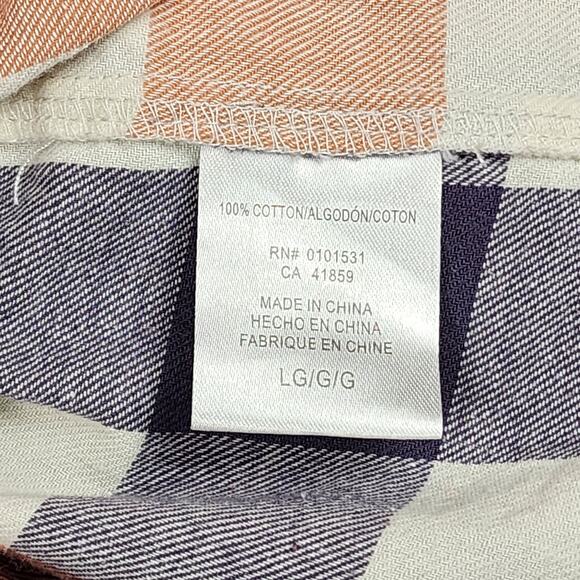 100% COTTON/ALGODÓN/COTON
RN# 0101531
CA 41859
MADE IN CHINA
HECHO EN CHINA
FABRIQUE EN CHINE
LG/G/G